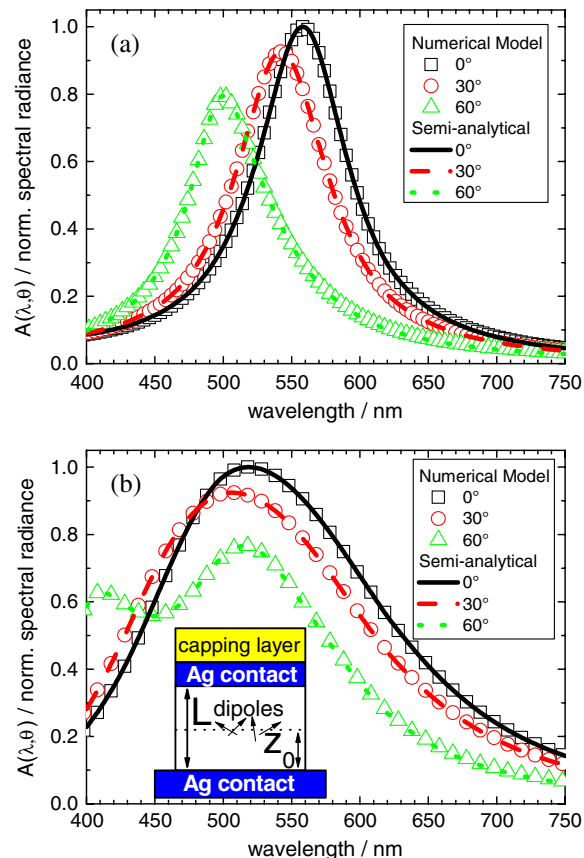 (a)
Numerical Model
0°
30°
60°
Semi-analytical
0°
30°
60°
A(λ,θ) / norm. spectral radiance
1.0
0.8
0.6
0.4
0.2
0.0
400 450 500 550 600 650 700 750
wavelength / nm
(b)
Numerical Model
0°
30°
60°
Semi-analytical
0°
30°
60°
A(λ,θ) / norm. spectral radiance
1.0
0.8
0.6
0.4
0.2
0.0
capping layer
Ag contact
L dipoles
Z0
Ag contact
400 450 500 550 600 650 700 750
wavelength / nm